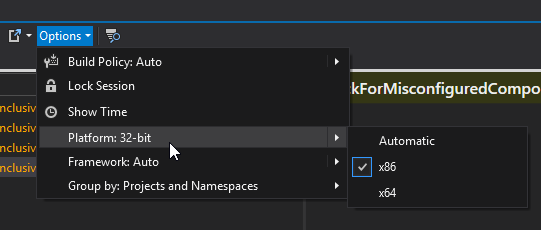 Options
Build Policy: Auto
Lock Session
Show Time
Platform: 32-bit
Framework: Auto
Group by: Projects and Namespaces
Automatic
x86
x64
nclusiv
nclusiv
nclusiv
nclusiv
kForMisconfiguredCompo